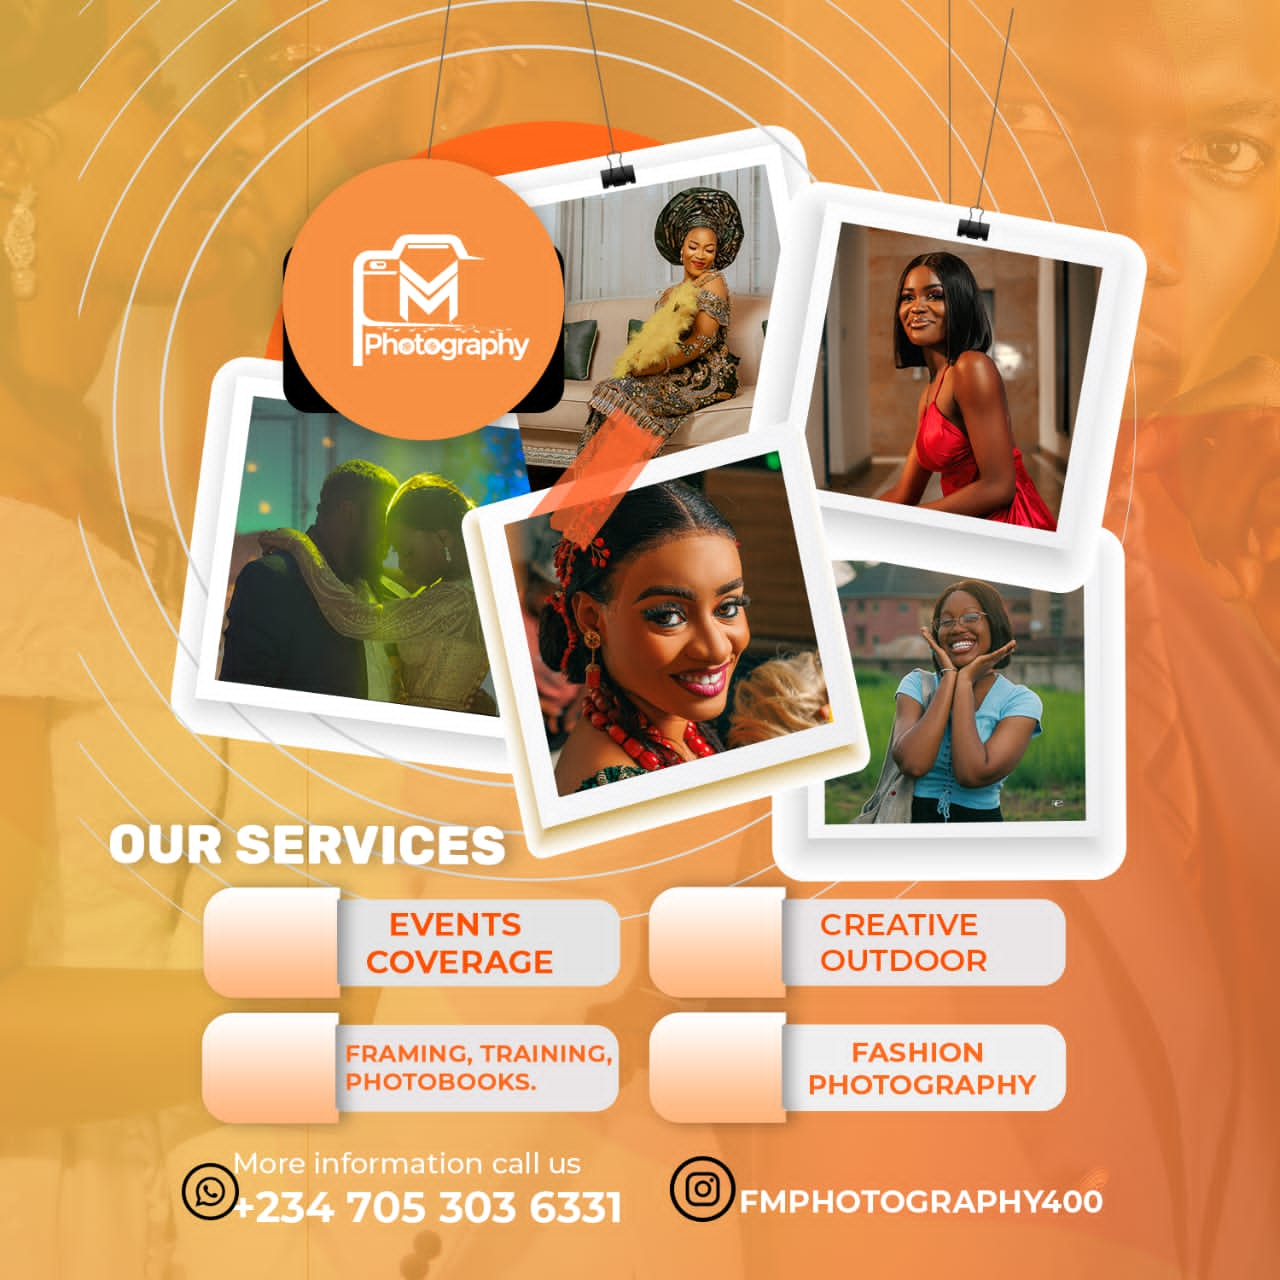 FM
Photography
OUR SERVICES
EVENTS
COVERAGE
CREATIVE
OUTDOOR
FRAMING, TRAINING,
PHOTOBOOKS.
FASHION
PHOTOGRAPHY
More information call us
+234 705 303 6331
FMPHOTOGRAPHY400